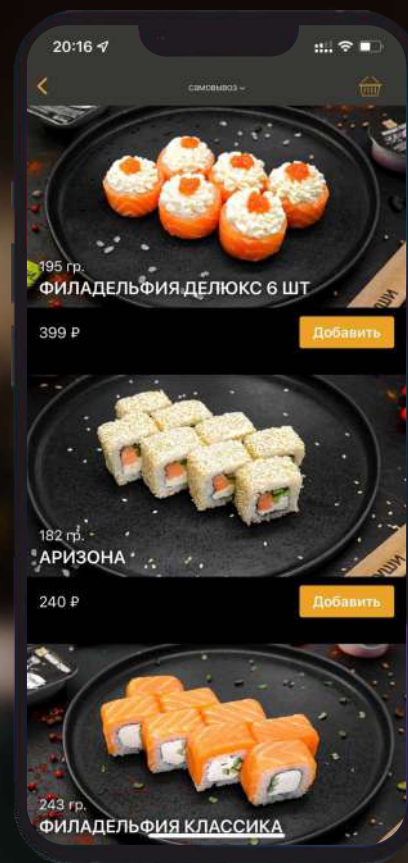 20:16
самовывоз
195 гр.
ФИЛАДЕЛЬФИЯ ДЕЛЮКС 6 ШТ
399 ₽
Добавить
182 гр.
АРИЗОНА
240 ₽
Добавить
243 гр.
ФИЛАДЕЛЬФИЯ КЛАССИКА